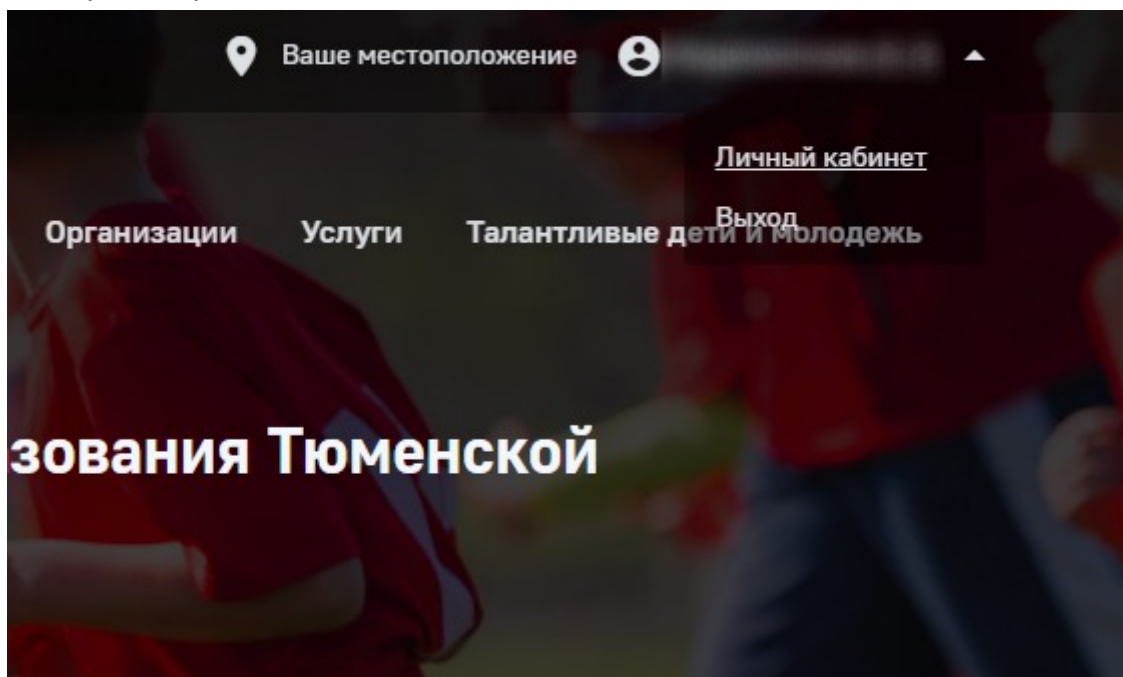 Ваше местоположение
Личный кабинет
Выход
Организации Услуги Талантливые дети и молодежь
зования Тюменской